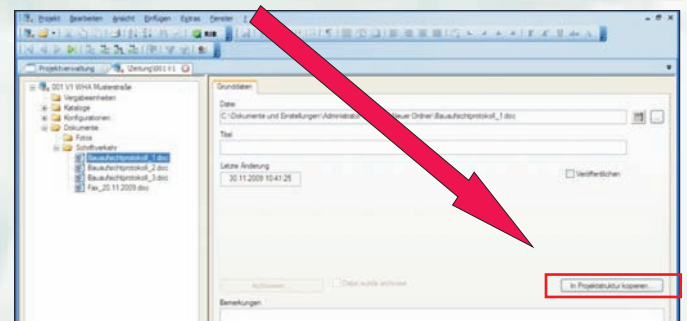 Projekt Bearbeiten Ansicht Einfügen Extras Fenster
Projektverwaltung
001 V1 WHA Musterstraße
Vergabeeinheiten
Kataloge
Konfigurationen
Dokumente
Fotos
Schriftverkehr
Bauaufsichtprotokoll_1.doc
Bauaufsichtprotokoll_2.doc
Bauaufsichtprotokoll_3.doc
Fax_20.11.2009.doc
Grunddaten
Datei
C:\Dokumente und Einstellungen\Administrator
Neuer Ordner\Bauaufsichtprotokoll_1.doc
Titel
Letzte Änderung
30.11.2009 10:41:25
Veröffentlichen
Archivieren...
Datei wurde archiviert
In Projektstruktur kopieren...
Bemerkungen